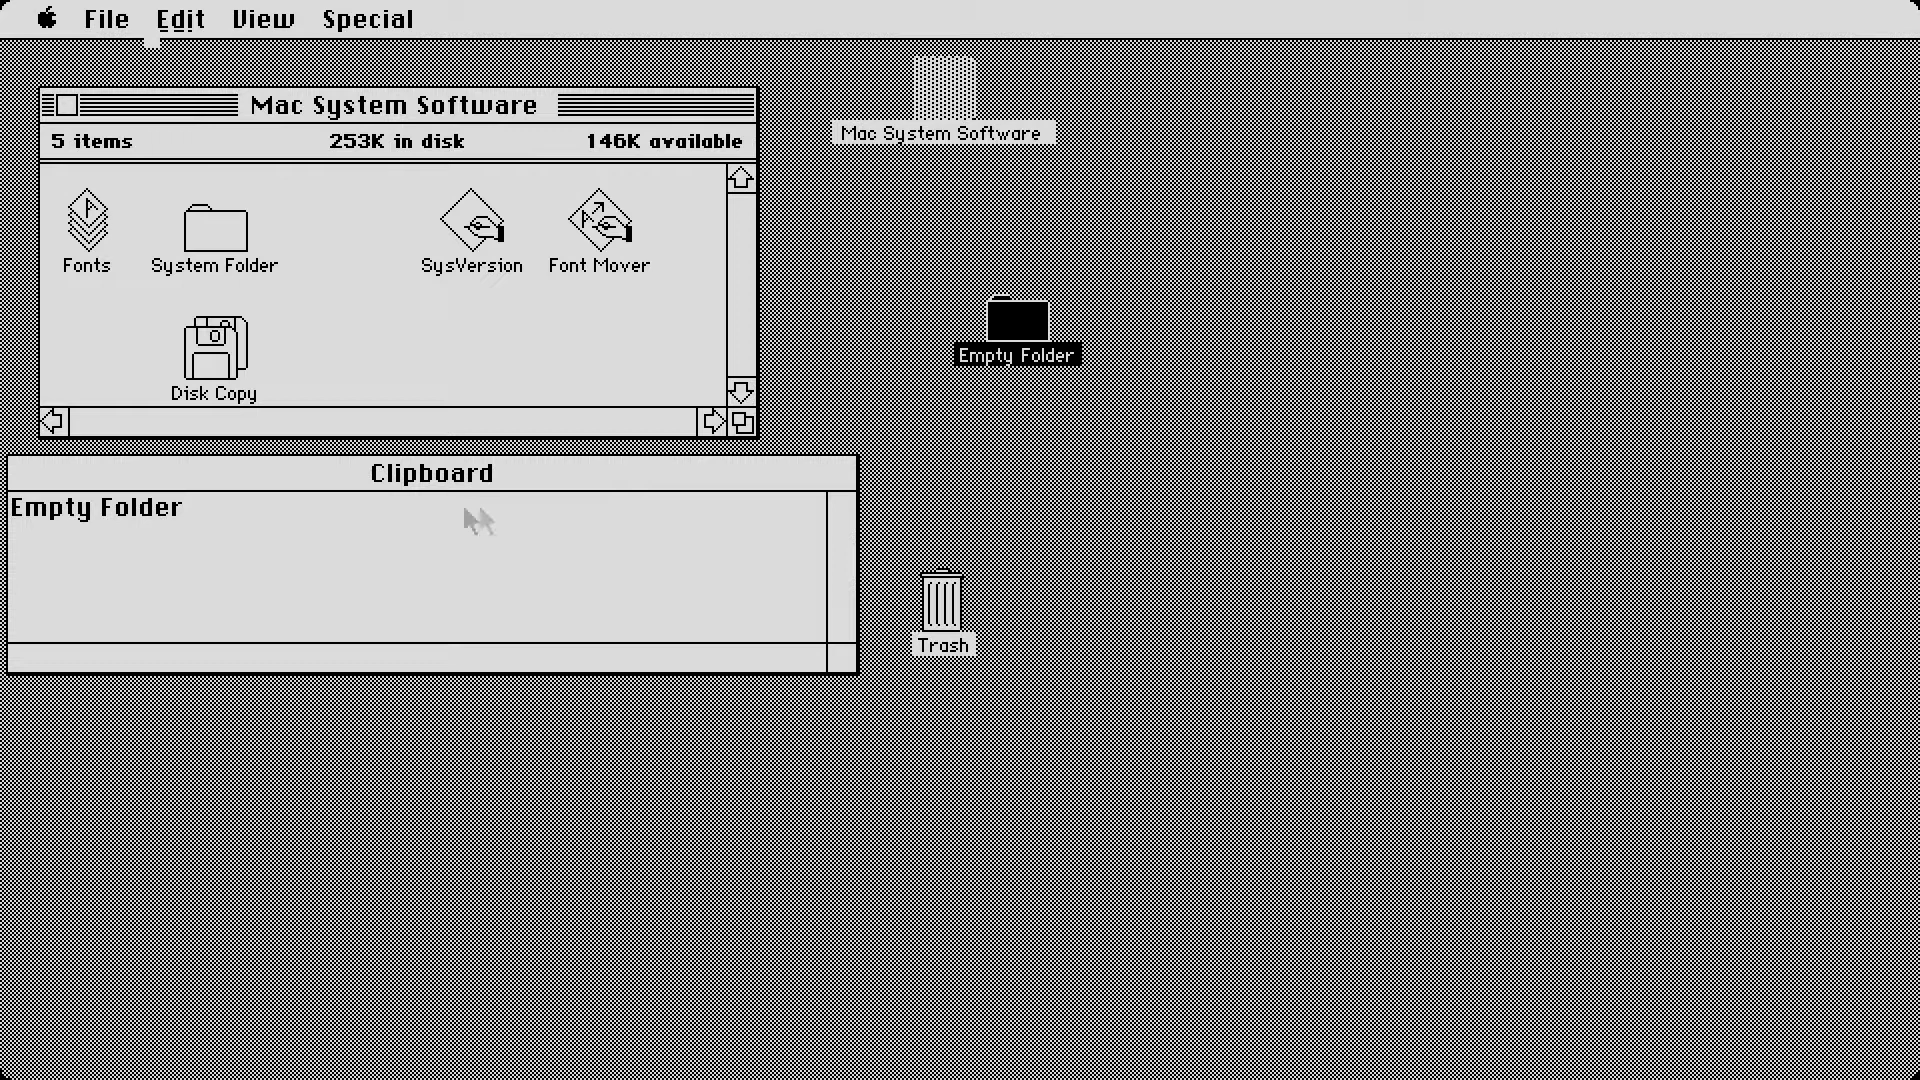 File Edit View Special
Mac System Software
5 items 253K in disk 146K available
Mac System Software
Fonts System Folder SysVersion Font Mover
Disk Copy
Empty Folder
Clipboard
Empty Folder
Trash